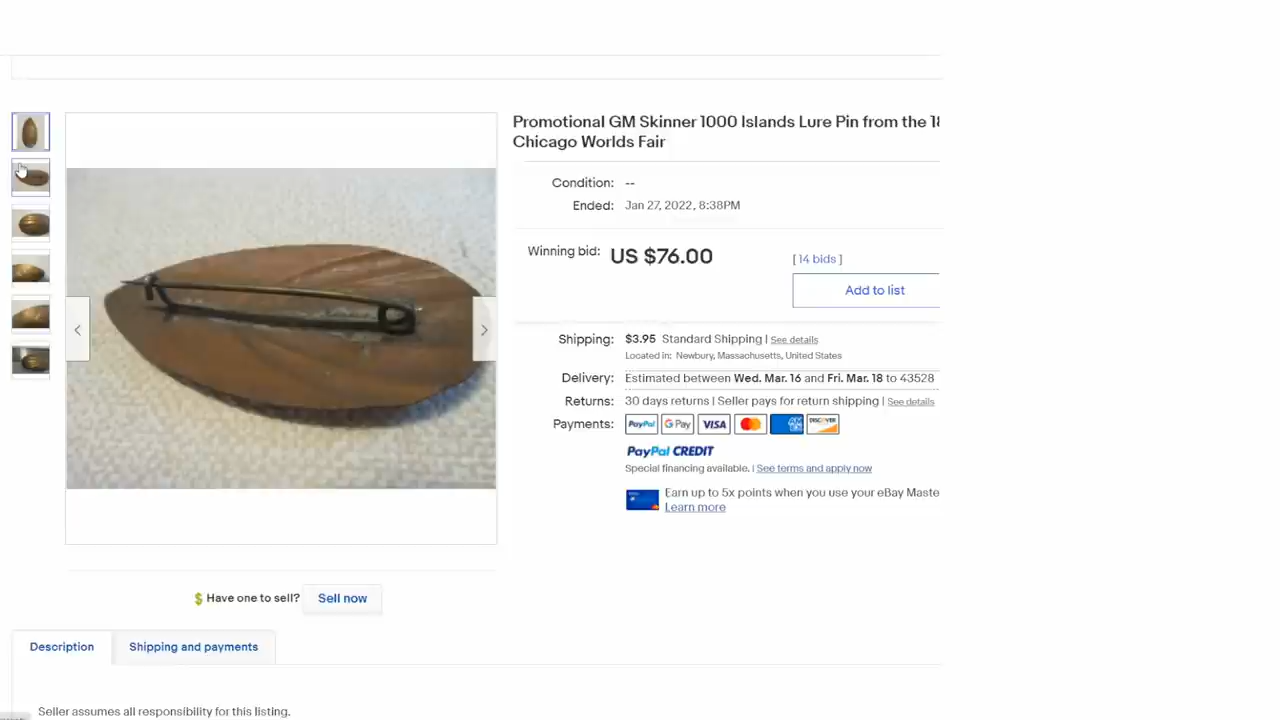 Promotional GM Skinner 1000 Islands Lure Pin from the 18
Chicago Worlds Fair
Condition: --
Ended: Jan 27, 2022, 8:38PM
Winning bid: US $76.00 [ 14 bids ]
Add to list
Shipping: $3.95 Standard Shipping | See details
Located in: Newbury, Massachusetts, United States
Delivery: Estimated between Wed. Mar. 16 and Fri. Mar. 18 to 43528
Returns: 30 days returns | Seller pays for return shipping | See details
Payments: PayPal G Pay VISA DISCOVER
PayPal CREDIT
Special financing available. | See terms and apply now
Earn up to 5x points when you use your eBay Maste
Learn more
Have one to sell? Sell now
Description Shipping and payments
Seller assumes all responsibility for this listing.